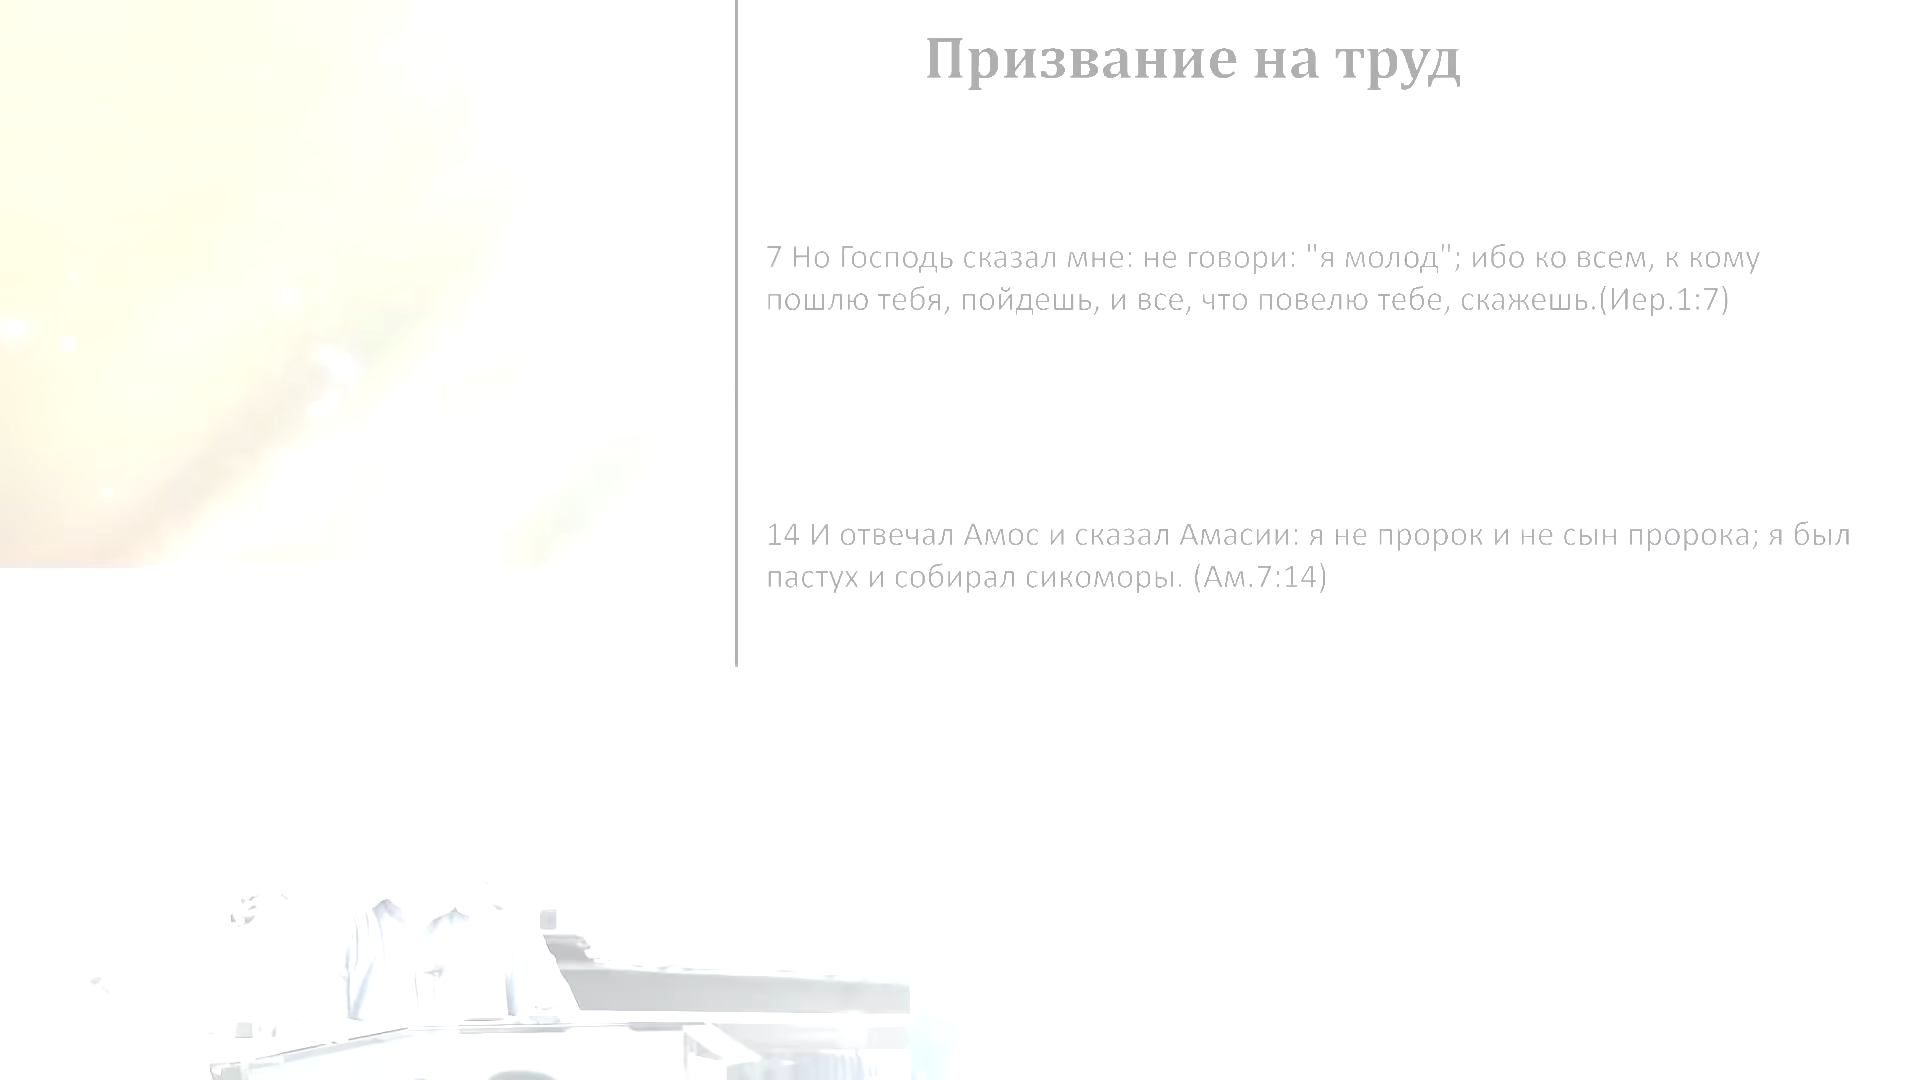 Призвание на труд
7 Но Господь сказал мне: не говори: "я молод"; ибо ко всем, к кому
пошлю тебя, пойдешь, и все, что повелю тебе, скажешь.(Иер.1:7)
14 И отвечал Амос и сказал Амасии: я не пророк и не сын пророка; я был
пастух и собирал сикоморы. (Ам.7:14)